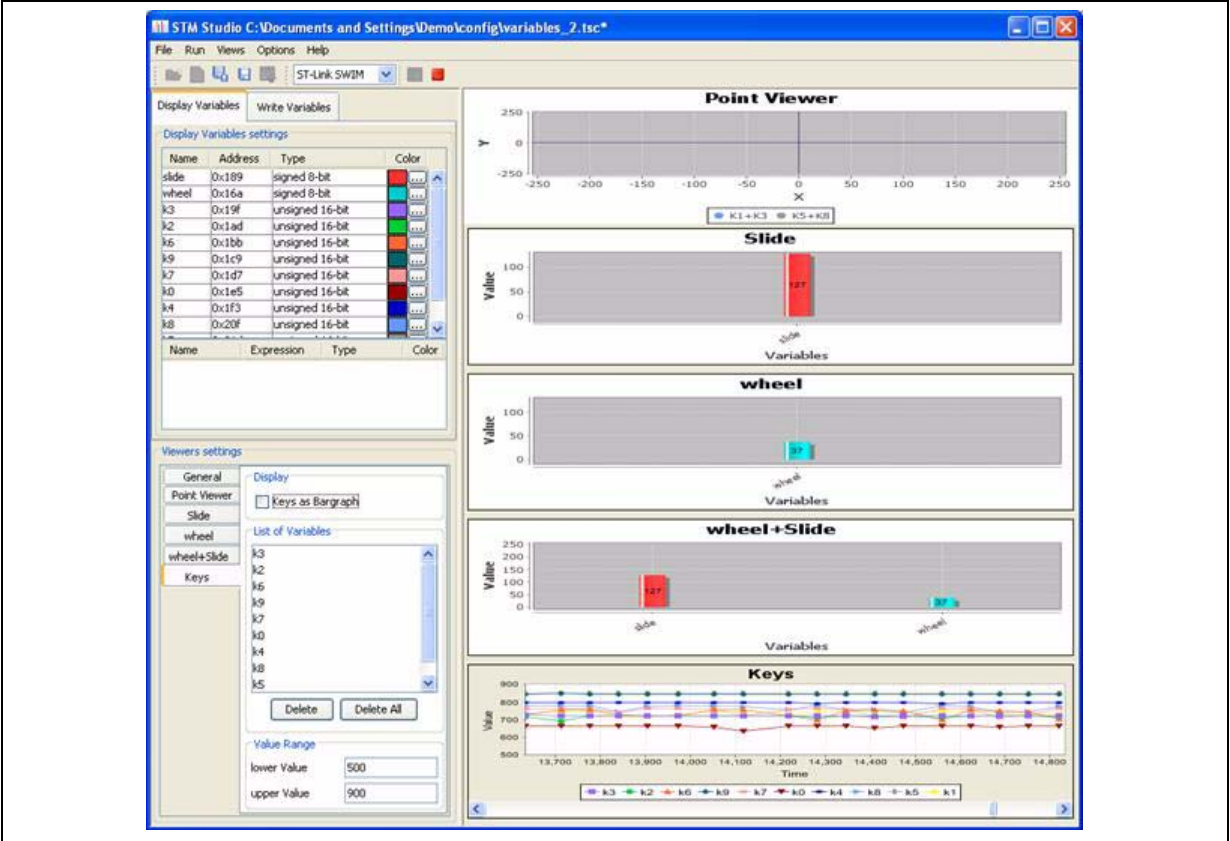 STM Studio C:\Documents and Settings\Demo\config\variables_2.tsc*
File Run Views Options Help
ST-Link SWIM
Display Variables Write Variables
Display Variables settings
Name Address Type Color
slide 0x189 signed 8-bit ...
wheel 0x16a signed 8-bit ...
k3 0x19f unsigned 16-bit ...
k2 0x1ad unsigned 16-bit ...
k6 0x1bb unsigned 16-bit ...
k9 0x1c9 unsigned 16-bit ...
k7 0x1d7 unsigned 16-bit ...
k0 0x1e5 unsigned 16-bit ...
k4 0x1f3 unsigned 16-bit ...
k8 0x20f unsigned 16-bit ...
Name Expression Type Color
Viewers settings
General
Point Viewer
Slide
wheel
wheel+Slide
Keys
Display
Keys as Bargraph
List of Variables
k3
k2
k6
k9
k7
k0
k4
k8
k5
Delete Delete All
Value Range
lower Value 500
upper Value 900
Point Viewer
250
0
-250
Y
-250 -200 -150 -100 -50 0 50 100 150 200 250
X
K1+K3 K5+K8
Slide
Value
100
50
0
127
slide
Variables
wheel
Value
100
50
0
37
wheel
Variables
wheel+Slide
Value
250
200
150
100
50
0
127
37
slide wheel
Variables
Keys
Value
900
800
700
600
500
13,700 13,800 13,900 14,000 14,100 14,200 14,300 14,400 14,500 14,600 14,700 14,800
Time
k3 k2 k6 k9 k7 k0 k4 k8 k5 k1